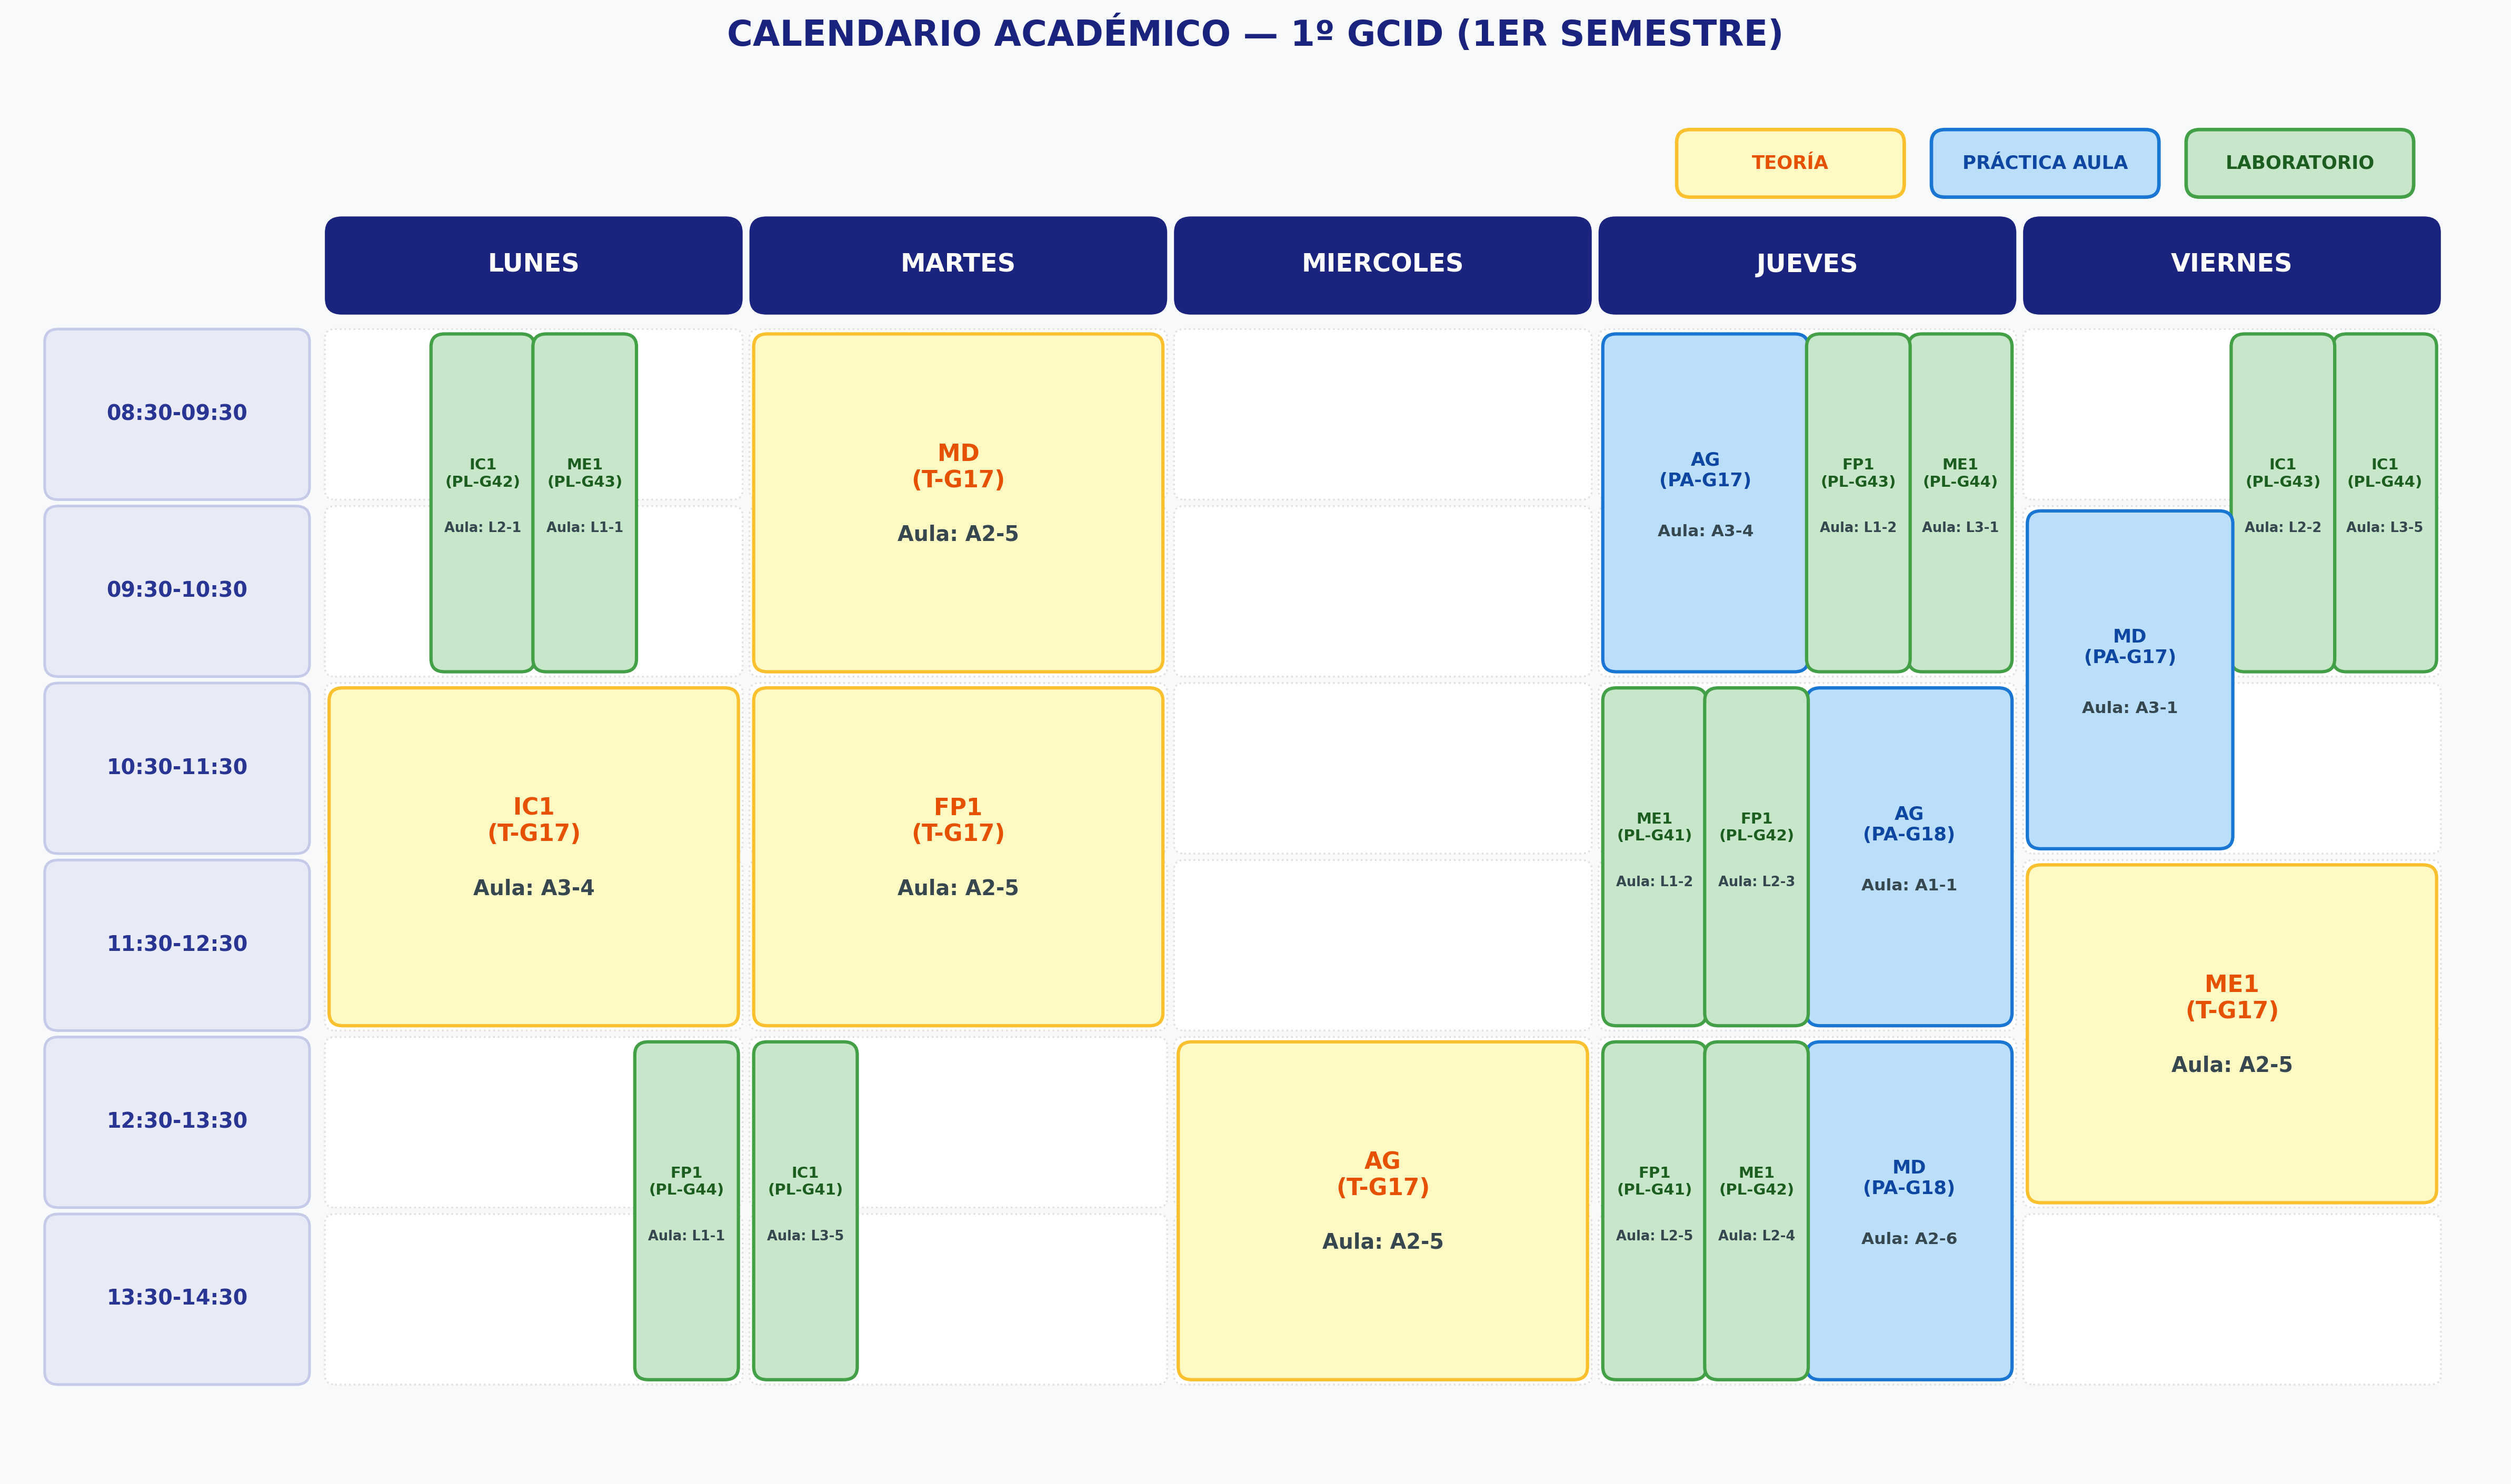 CALENDARIO ACADÉMICO — 1º GCID (1ER SEMESTRE)
TEORÍA
PRÁCTICA AULA
LABORATORIO
LUNES
MARTES
MIERCOLES
JUEVES
VIERNES
08:30-09:30
09:30-10:30
10:30-11:30
11:30-12:30
12:30-13:30
13:30-14:30
IC1
(PL-G42)
Aula: L2-1
ME1
(PL-G43)
Aula: L1-1
IC1
(T-G17)
Aula: A3-4
FP1
(PL-G44)
Aula: L1-1
MD
(T-G17)
Aula: A2-5
FP1
(T-G17)
Aula: A2-5
IC1
(PL-G41)
Aula: L3-5
AG
(T-G17)
Aula: A2-5
AG
(PA-G17)
Aula: A3-4
FP1
(PL-G43)
Aula: L1-2
ME1
(PL-G44)
Aula: L3-1
ME1
(PL-G41)
Aula: L1-2
FP1
(PL-G42)
Aula: L2-3
AG
(PA-G18)
Aula: A1-1
FP1
(PL-G41)
Aula: L2-5
ME1
(PL-G42)
Aula: L2-4
MD
(PA-G18)
Aula: A2-6
IC1
(PL-G43)
Aula: L2-2
IC1
(PL-G44)
Aula: L3-5
MD
(PA-G17)
Aula: A3-1
ME1
(T-G17)
Aula: A2-5